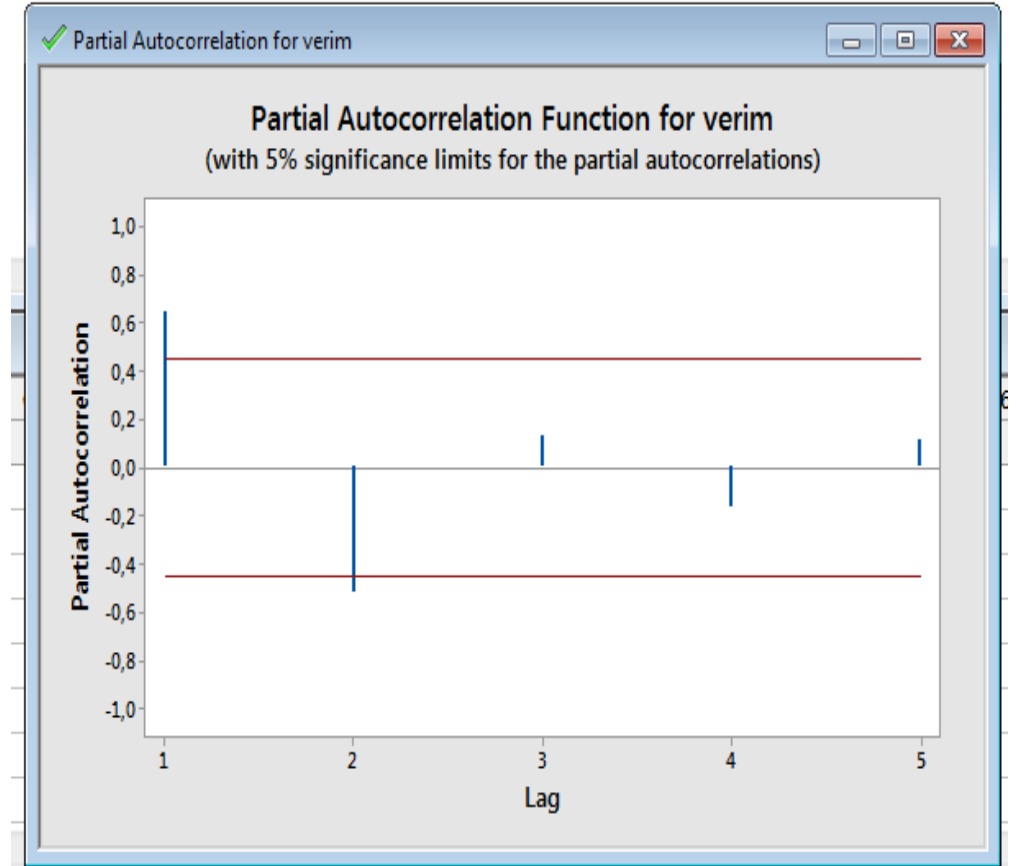 Partial Autocorrelation for verim
Partial Autocorrelation Function for verim
(with 5% significance limits for the partial autocorrelations)
Partial Autocorrelation
1,0
0,8
0,6
0,4
0,2
0,0
-0,2
-0,4
-0,6
-0,8
-1,0
1 2 3 4 5
Lag